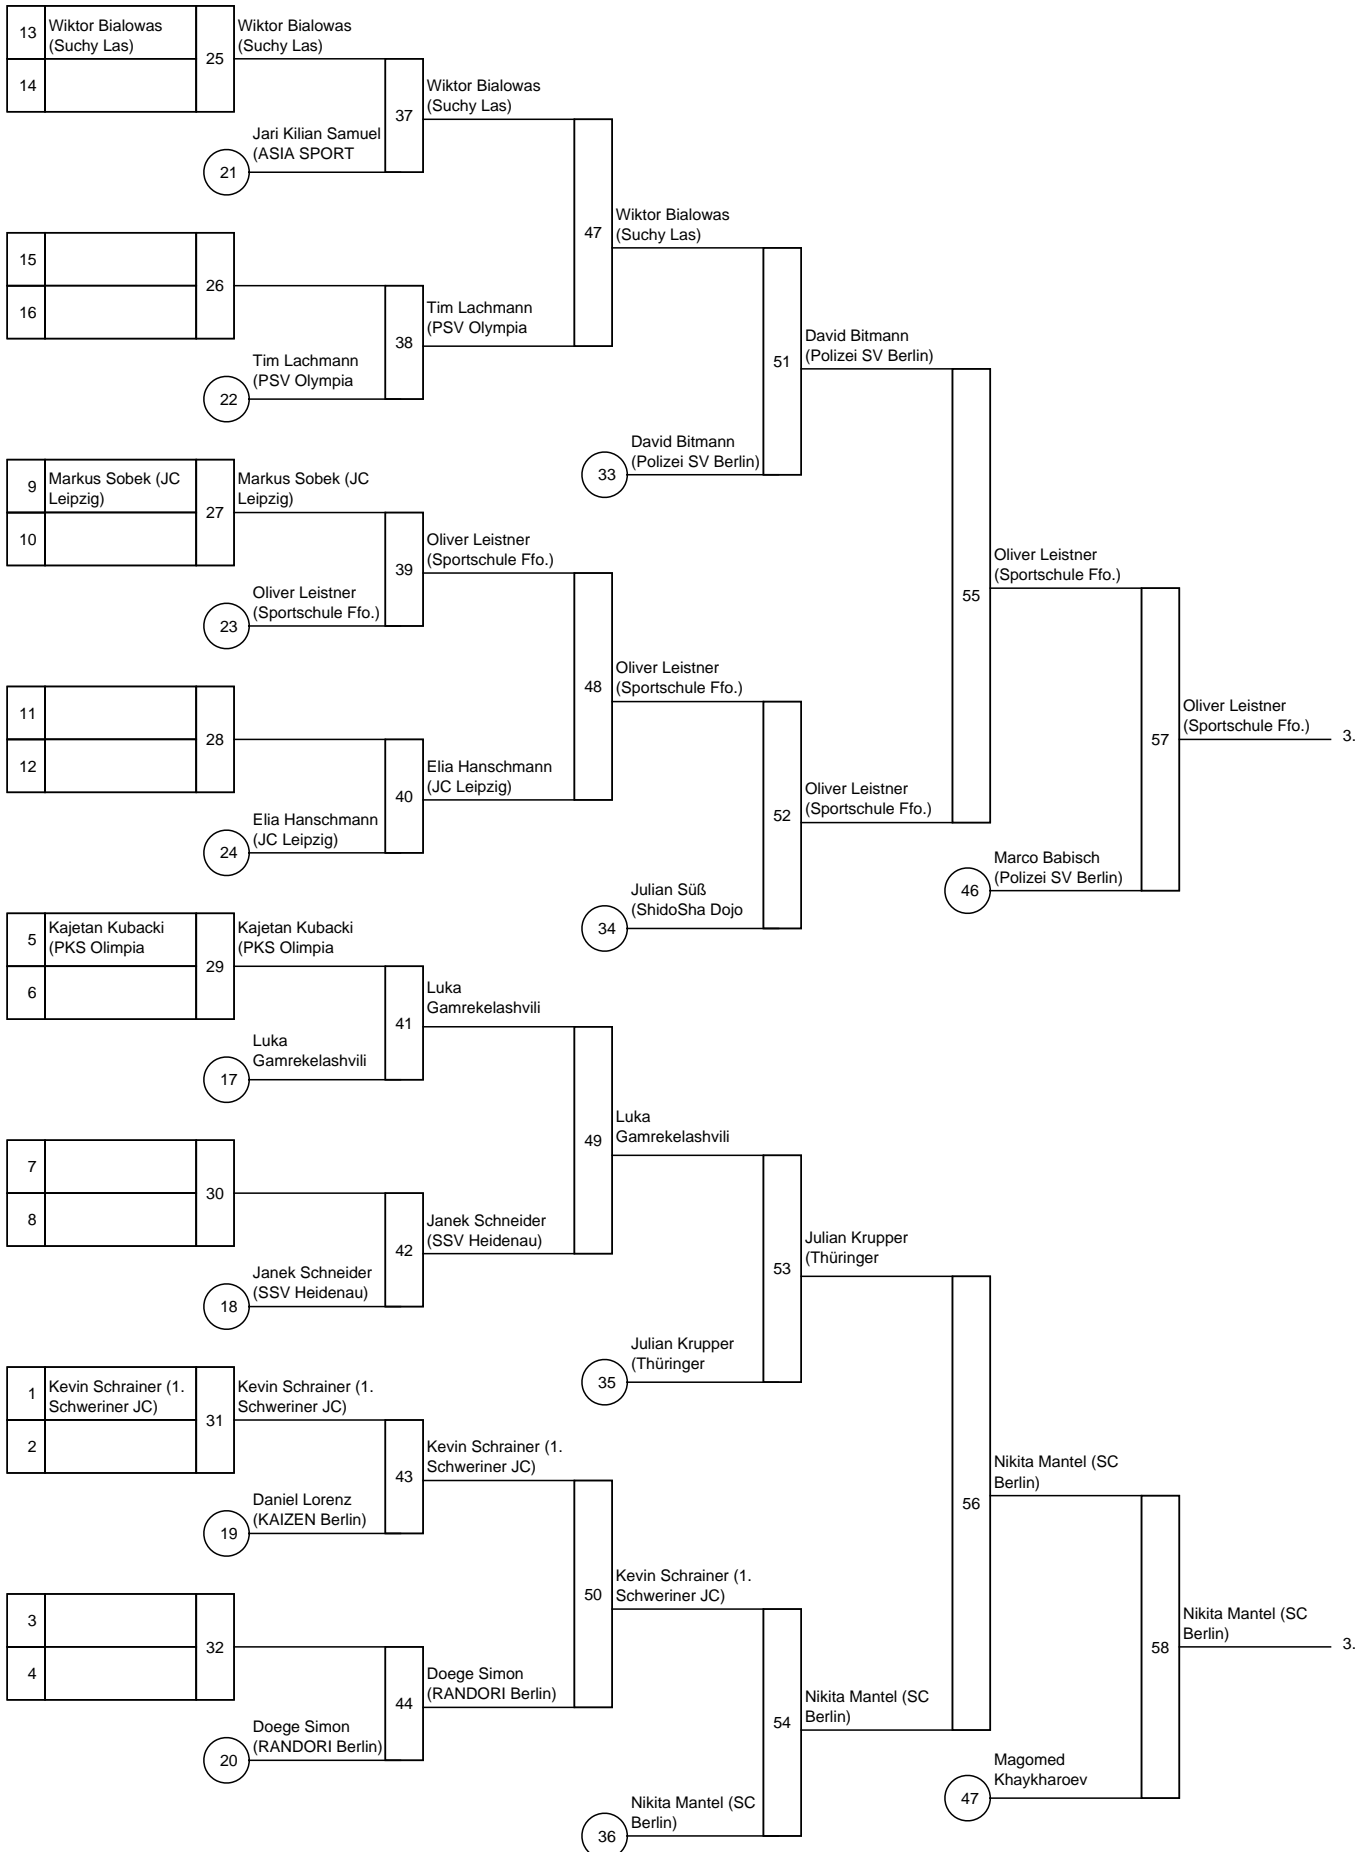 13
Wiktor Bialowas
(Suchy Las)
14
25
Wiktor Bialowas
(Suchy Las)
21
Jari Kilian Samuel
(ASIA SPORT
37
Wiktor Bialowas
(Suchy Las)
15
16
26
22
Tim Lachmann
(PSV Olympia
38
Tim Lachmann
(PSV Olympia
47
Wiktor Bialowas
(Suchy Las)
33
David Bitmann
(Polizei SV Berlin)
51
David Bitmann
(Polizei SV Berlin)
9
Markus Sobek (JC
Leipzig)
10
27
Markus Sobek (JC
Leipzig)
23
Oliver Leistner
(Sportschule Ffo.)
39
Oliver Leistner
(Sportschule Ffo.)
11
12
28
24
Elia Hanschmann
(JC Leipzig)
40
Elia Hanschmann
(JC Leipzig)
48
Oliver Leistner
(Sportschule Ffo.)
34
Julian Süß
(ShidoSha Dojo
52
Oliver Leistner
(Sportschule Ffo.)
55
Oliver Leistner
(Sportschule Ffo.)
46
Marco Babisch
(Polizei SV Berlin)
57
Oliver Leistner
(Sportschule Ffo.)
3.
5
Kajetan Kubacki
(PKS Olimpia
6
29
Kajetan Kubacki
(PKS Olimpia
17
Luka
Gamrekelashvili
41
Luka
Gamrekelashvili
7
8
30
18
Janek Schneider
(SSV Heidenau)
42
Janek Schneider
(SSV Heidenau)
49
Luka
Gamrekelashvili
35
Julian Krupper
(Thüringer
53
Julian Krupper
(Thüringer
1
Kevin Schrainer (1.
Schweriner JC)
2
31
Kevin Schrainer (1.
Schweriner JC)
19
Daniel Lorenz
(KAIZEN Berlin)
43
Kevin Schrainer (1.
Schweriner JC)
3
4
32
20
Doege Simon
(RANDORI Berlin)
44
Doege Simon
(RANDORI Berlin)
50
Kevin Schrainer (1.
Schweriner JC)
36
Nikita Mantel (SC
Berlin)
54
Nikita Mantel (SC
Berlin)
56
Nikita Mantel (SC
Berlin)
47
Magomed
Khaykharoev
58
Nikita Mantel (SC
Berlin)
3.